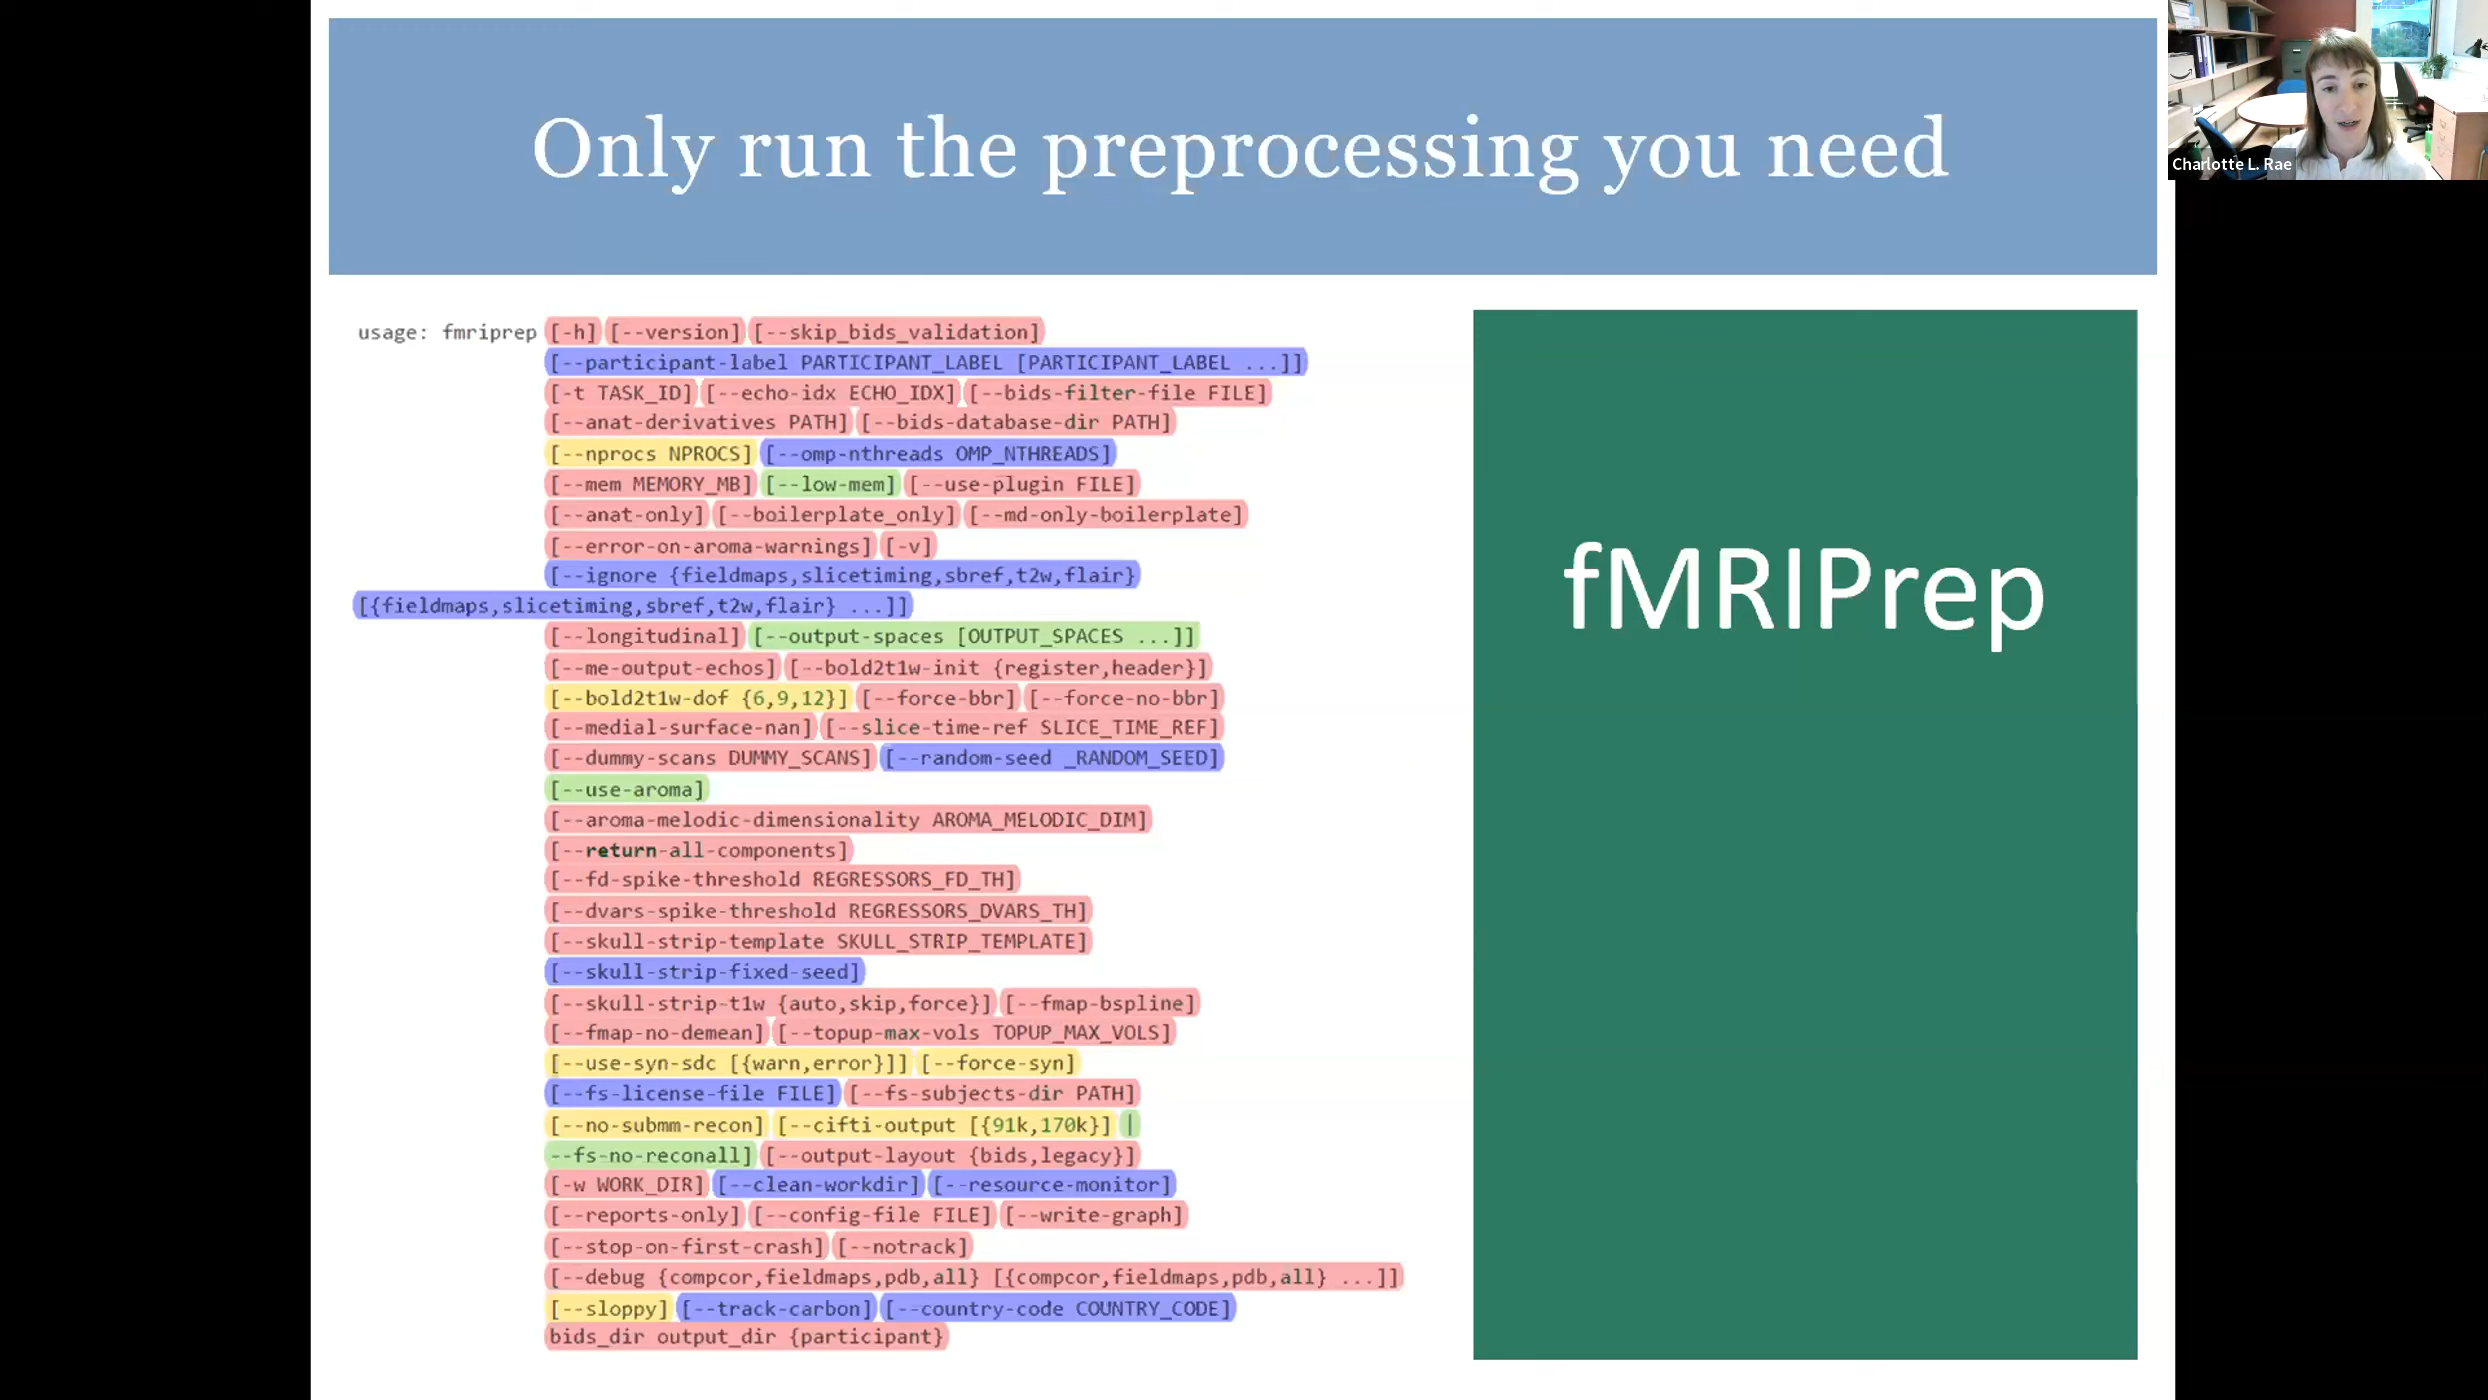 Only run the preprocessing you need
Charlotte L. Rae
usage: fmriprep [-h] [--version] [--skip_bids_validation]
[--participant-label PARTICIPANT_LABEL [PARTICIPANT_LABEL ...]]
[-t TASK_ID] [--echo-idx ECHO_IDX] [--bids-filter-file FILE]
[--anat-derivatives PATH] [--bids-database-dir PATH]
[--nprocs NPROCS] [--omp-nthreads OMP_NTHREADS]
[--mem MEMORY_MB] [--low-mem] [--use-plugin FILE]
[--anat-only] [--boilerplate_only] [--md-only-boilerplate]
[--error-on-aroma-warnings] [-v]
[--ignore {fieldmaps,slicetiming,sbref,t2w,flair}
[{fieldmaps,slicetiming,sbref,t2w,flair} ...]]
[--longitudinal] [--output-spaces [OUTPUT_SPACES ...]]
[--me-output-echos] [--bold2t1w-init {register,header}]
[--bold2t1w-dof {6,9,12}] [--force-bbr] [--force-no-bbr]
[--medial-surface-nan] [--slice-time-ref SLICE_TIME_REF]
[--dummy-scans DUMMY_SCANS] [--random-seed _RANDOM_SEED]
[--use-aroma]
[--aroma-melodic-dimensionality AROMA_MELODIC_DIM]
[--return-all-components]
[--fd-spike-threshold REGRESSORS_FD_TH]
[--dvars-spike-threshold REGRESSORS_DVARS_TH]
[--skull-strip-template SKULL_STRIP_TEMPLATE]
[--skull-strip-fixed-seed]
[--skull-strip-t1w {auto,skip,force}] [--fmap-bspline]
[--fmap-no-demean] [--topup-max-vols TOPUP_MAX_VOLS]
[--use-syn-sdc [{warn,error}]] [--force-syn]
[--fs-license-file FILE] [--fs-subjects-dir PATH]
[--no-submm-recon] [--cifti-output [{91k,170k}] |
--fs-no-reconall] [--output-layout {bids,legacy}]
[-w WORK_DIR] [--clean-workdir] [--resource-monitor]
[--reports-only] [--config-file FILE] [--write-graph]
[--stop-on-first-crash] [--notrack]
[--debug {compcor,fieldmaps,pdb,all} [{compcor,fieldmaps,pdb,all} ...]]
[--sloppy] [--track-carbon] [--country-code COUNTRY_CODE]
bids_dir output_dir {participant}
fMRIPrep